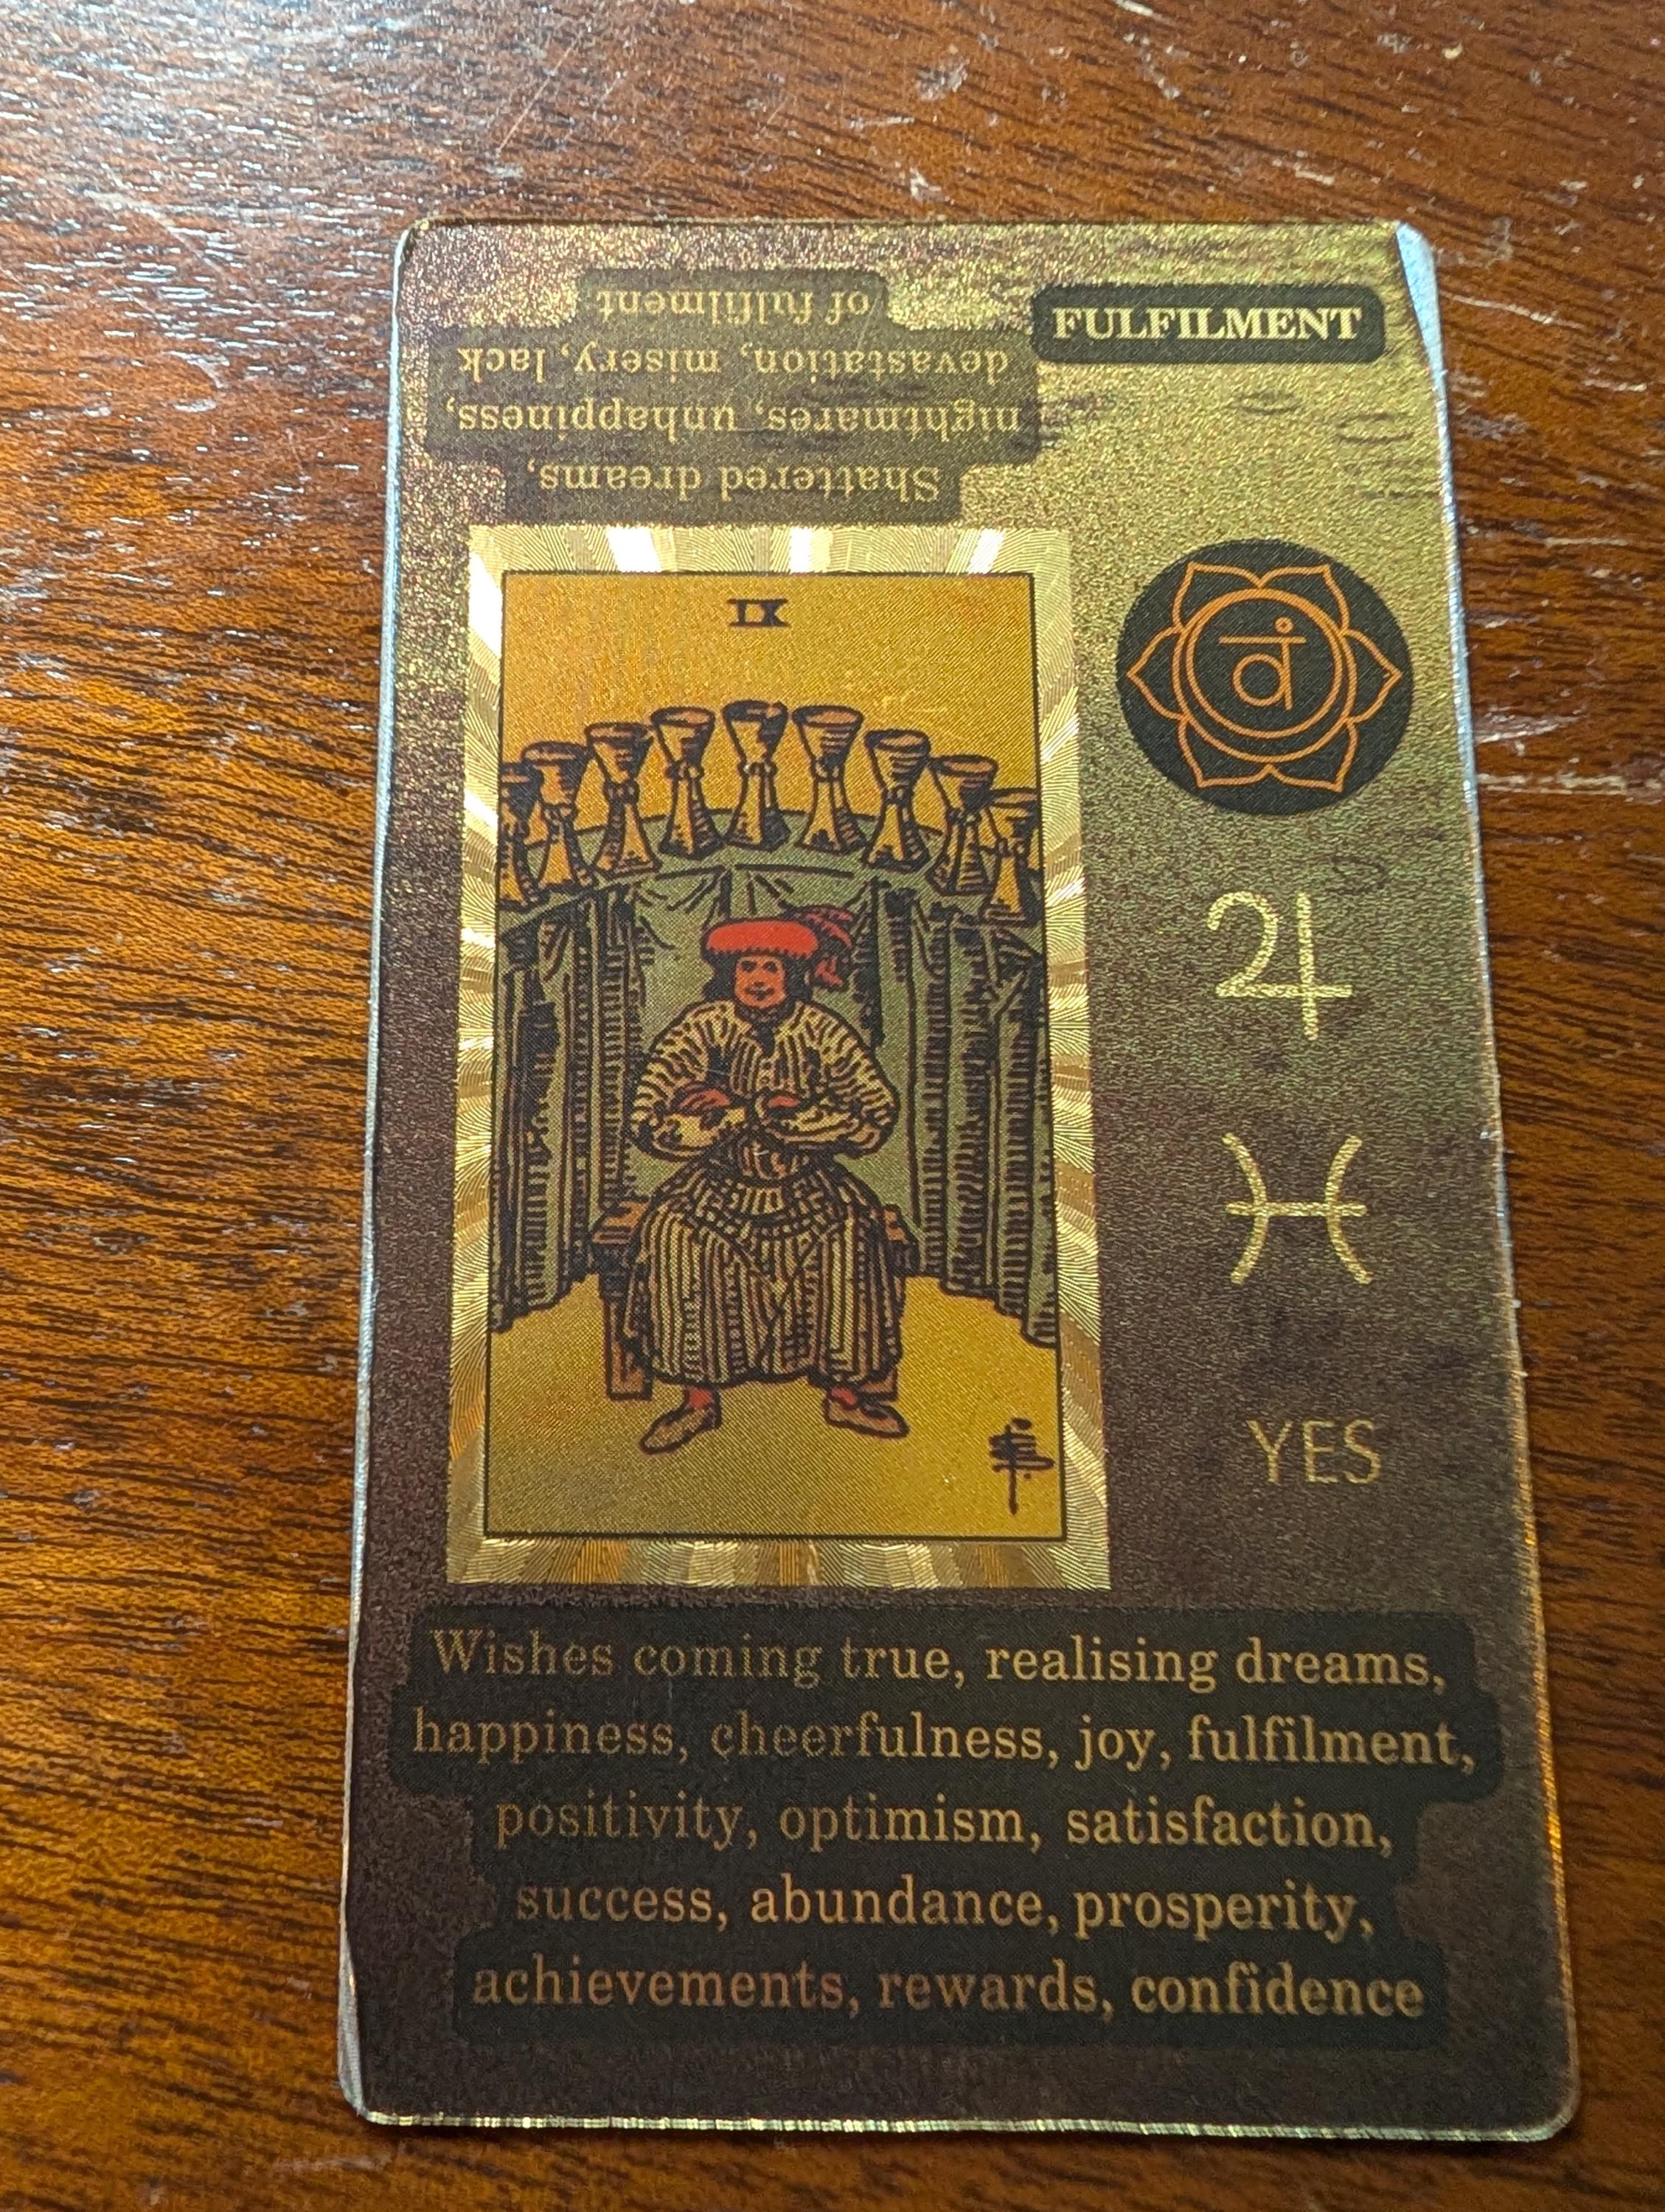 FULFILMENT
Shattered dreams,
nightmares, unhappiness,
devastation, misery, lack
of fulfilment
IX
वं
♃
♓
YES
Wishes coming true, realising dreams,
happiness, cheerfulness, joy, fulfilment,
positivity, optimism, satisfaction,
success, abundance, prosperity,
achievements, rewards, confidence